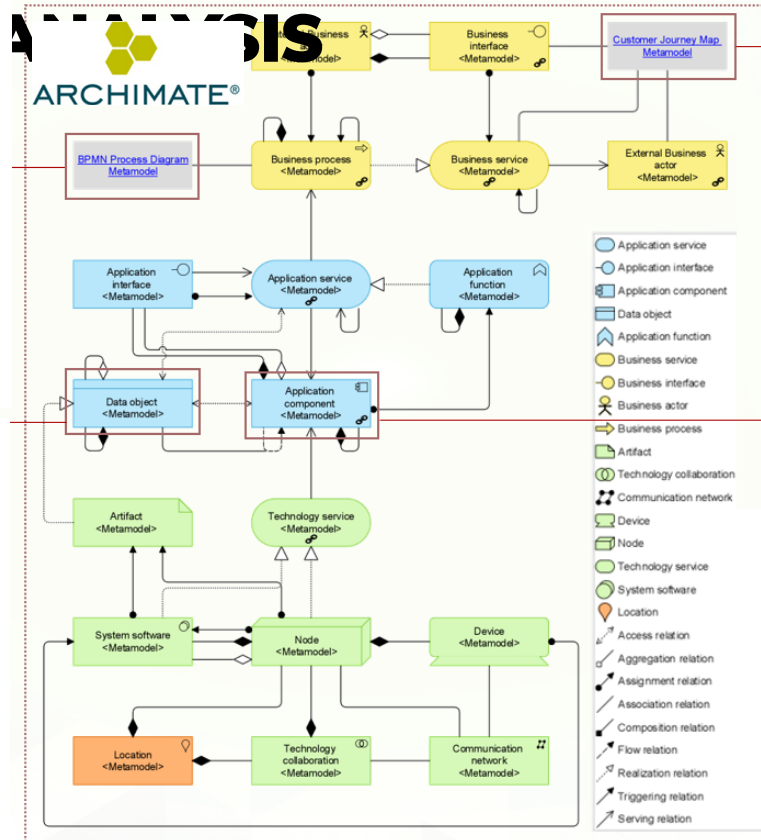 ANALYSIS
ARCHIMATE®
<Metamodel>
Business
interface
<Metamodel>
Customer Journey Map
Metamodel
BPMN Process Diagram
Metamodel
Business process
<Metamodel>
Business service
<Metamodel>
External Business
actor
<Metamodel>
Application
interface
<Metamodel>
Application service
<Metamodel>
Application
function
<Metamodel>
Data object
<Metamodel>
Application
component
<Metamodel>
Artifact
<Metamodel>
Technology service
<Metamodel>
System software
<Metamodel>
Node
<Metamodel>
Device
<Metamodel>
Location
<Metamodel>
Technology
collaboration
<Metamodel>
Communication
network
<Metamodel>
Application service
Application interface
Application component
Data object
Application function
Business service
Business interface
Business actor
Business process
Artifact
Technology collaboration
Communication network
Device
Node
Technology service
System software
Location
Access relation
Aggregation relation
Assignment relation
Association relation
Composition relation
Flow relation
Realization relation
Triggering relation
Serving relation